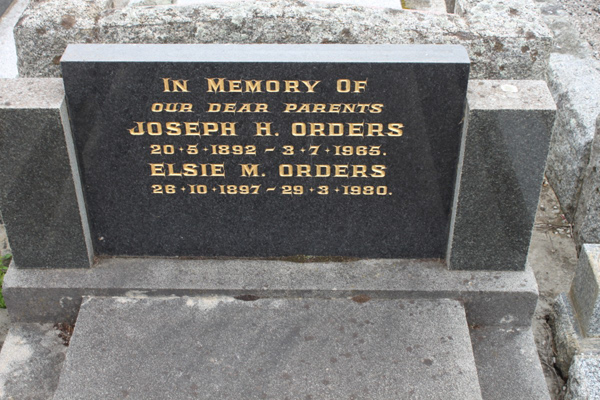 IN MEMORY OF
OUR DEAR PARENTS
JOSEPH H. ORDERS
20·5·1892 ~ 3·7·1965.
ELSIE M. ORDERS
26·10·1897 ~ 29·3·1980.